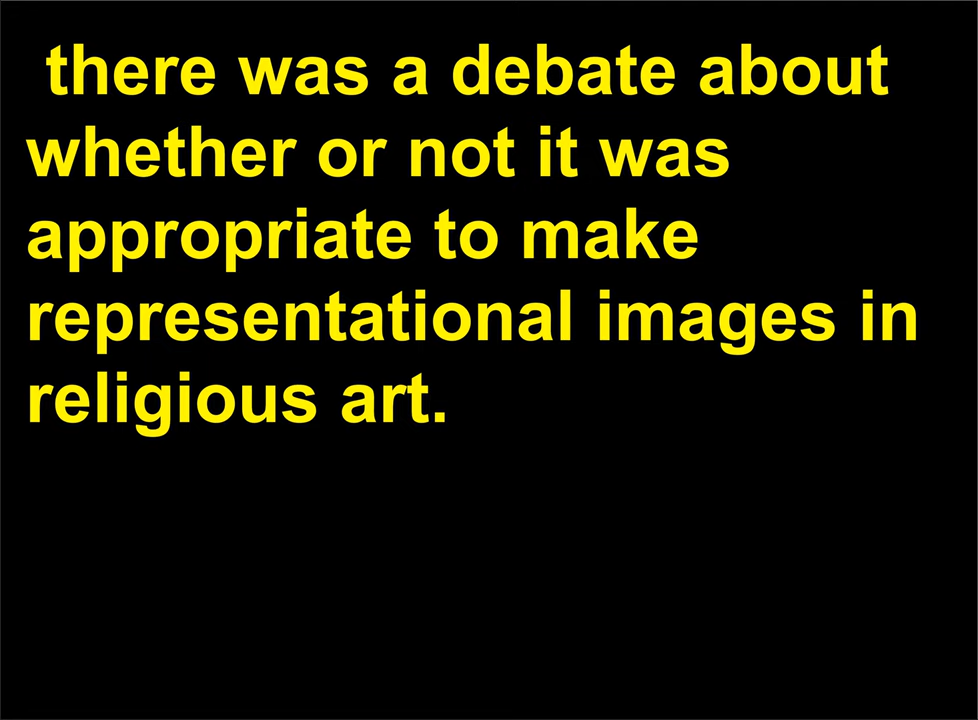 there was a debate about
whether or not it was
appropriate to make
representational images in
religious art.